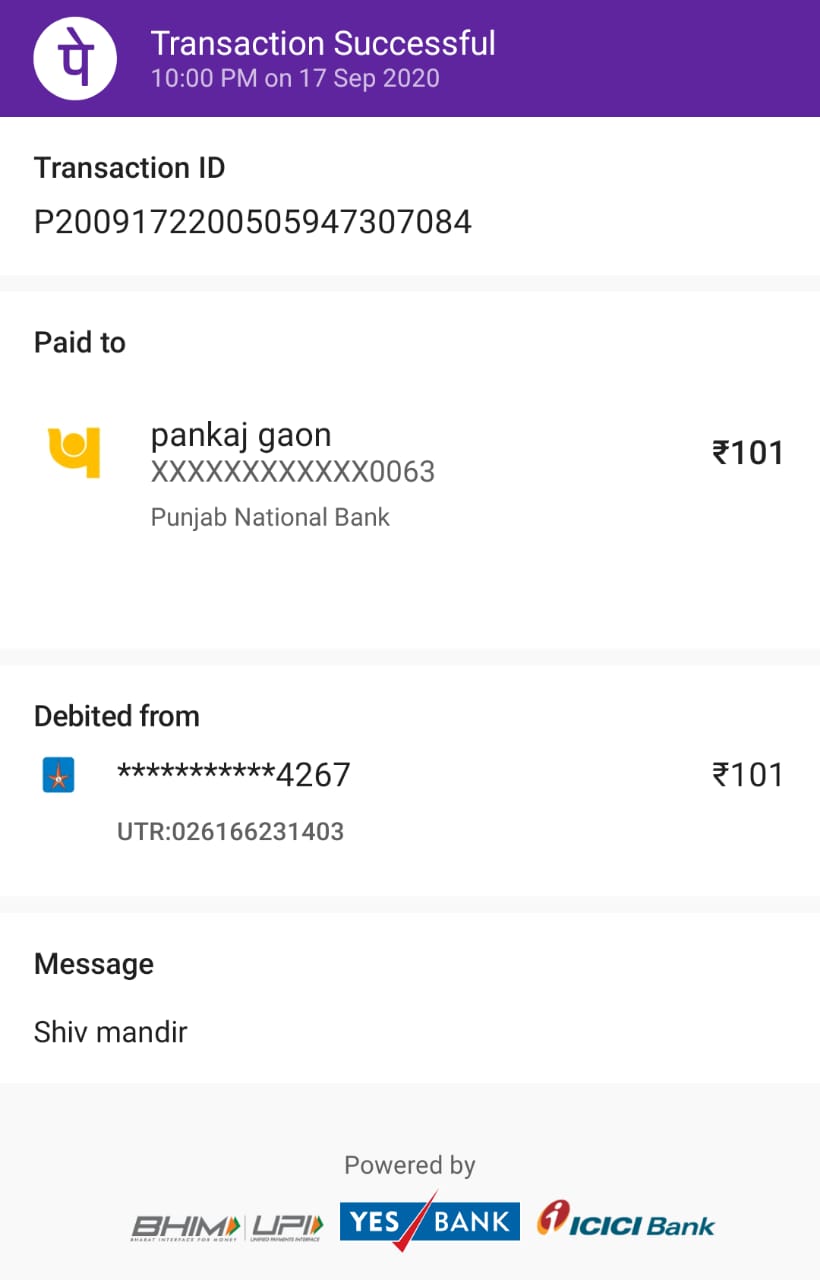 पे
Transaction Successful
10:00 PM on 17 Sep 2020
Transaction ID
P2009172200505947307084
Paid to
pankaj gaon
XXXXXXXXXXXX0063
Punjab National Bank
₹101
Debited from
***********4267
₹101
UTR:026166231403
Message
Shiv mandir
Powered by
BHIM UPI YES BANK ICICI Bank
BHARAT INTERFACE FOR MONEY UNIFIED PAYMENTS INTERFACE